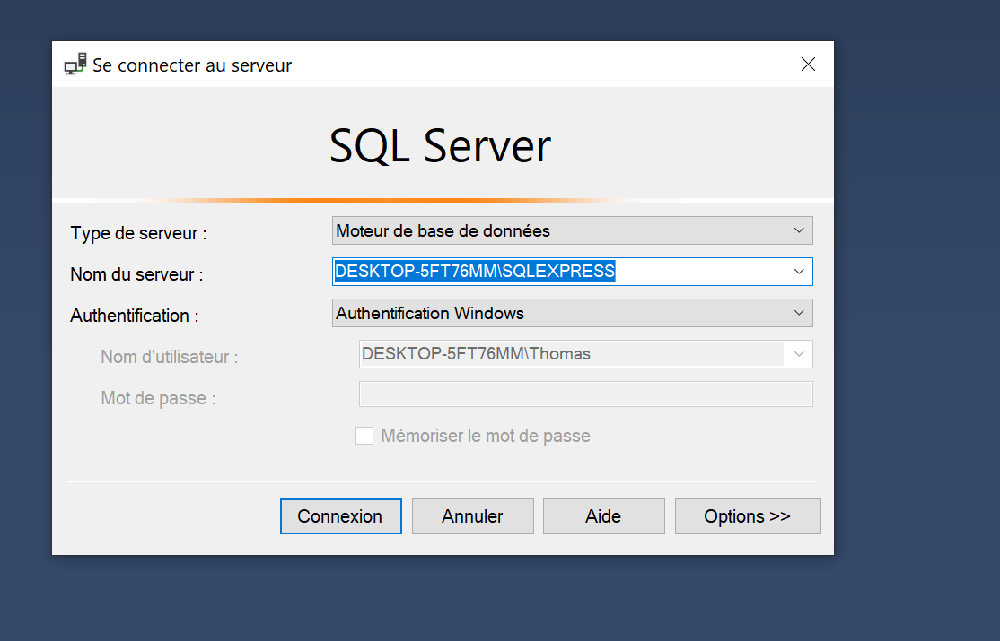 Se connecter au serveur
SQL Server
Type de serveur : Moteur de base de données
Nom du serveur : DESKTOP-5FT76MM\SQLEXPRESS
Authentification : Authentification Windows
Nom d'utilisateur : DESKTOP-5FT76MM\Thomas
Mot de passe :
Mémoriser le mot de passe
Connexion Annuler Aide Options >>